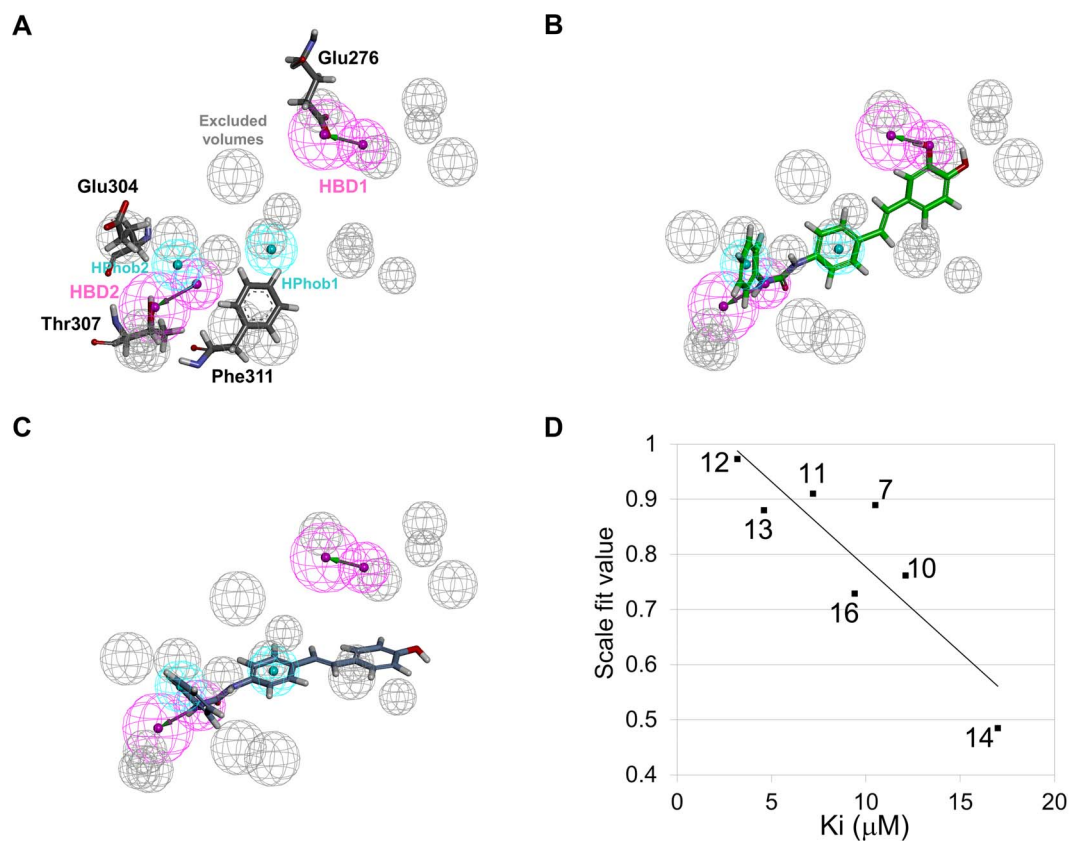 A
Glu276
Excluded
volumes
HBD1
Glu304
HPhob2
HPhob1
HBD2
Thr307
Phe311
B
C
D
Scale fit value
1
0.9
0.8
0.7
0.6
0.5
0.4
12
11
7
13
10
16
14
0
5
10
15
20
Ki (μM)